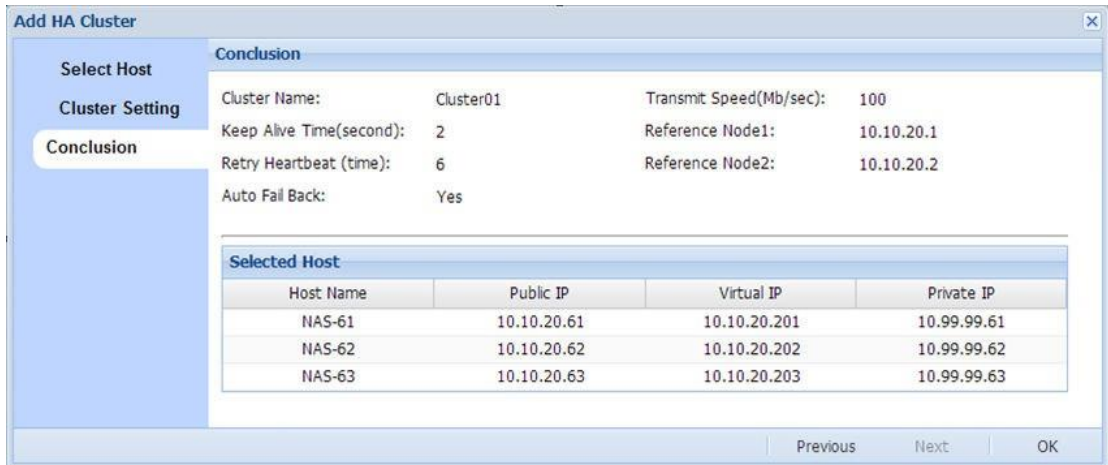 Add HA Cluster
Select Host
Cluster Setting
Conclusion
Conclusion
Cluster Name: Cluster01 Transmit Speed(Mb/sec): 100
Keep Alive Time(second): 2 Reference Node1: 10.10.20.1
Retry Heartbeat (time): 6 Reference Node2: 10.10.20.2
Auto Fail Back: Yes
Selected Host
Host Name Public IP Virtual IP Private IP
NAS-61 10.10.20.61 10.10.20.201 10.99.99.61
NAS-62 10.10.20.62 10.10.20.202 10.99.99.62
NAS-63 10.10.20.63 10.10.20.203 10.99.99.63
Previous Next OK